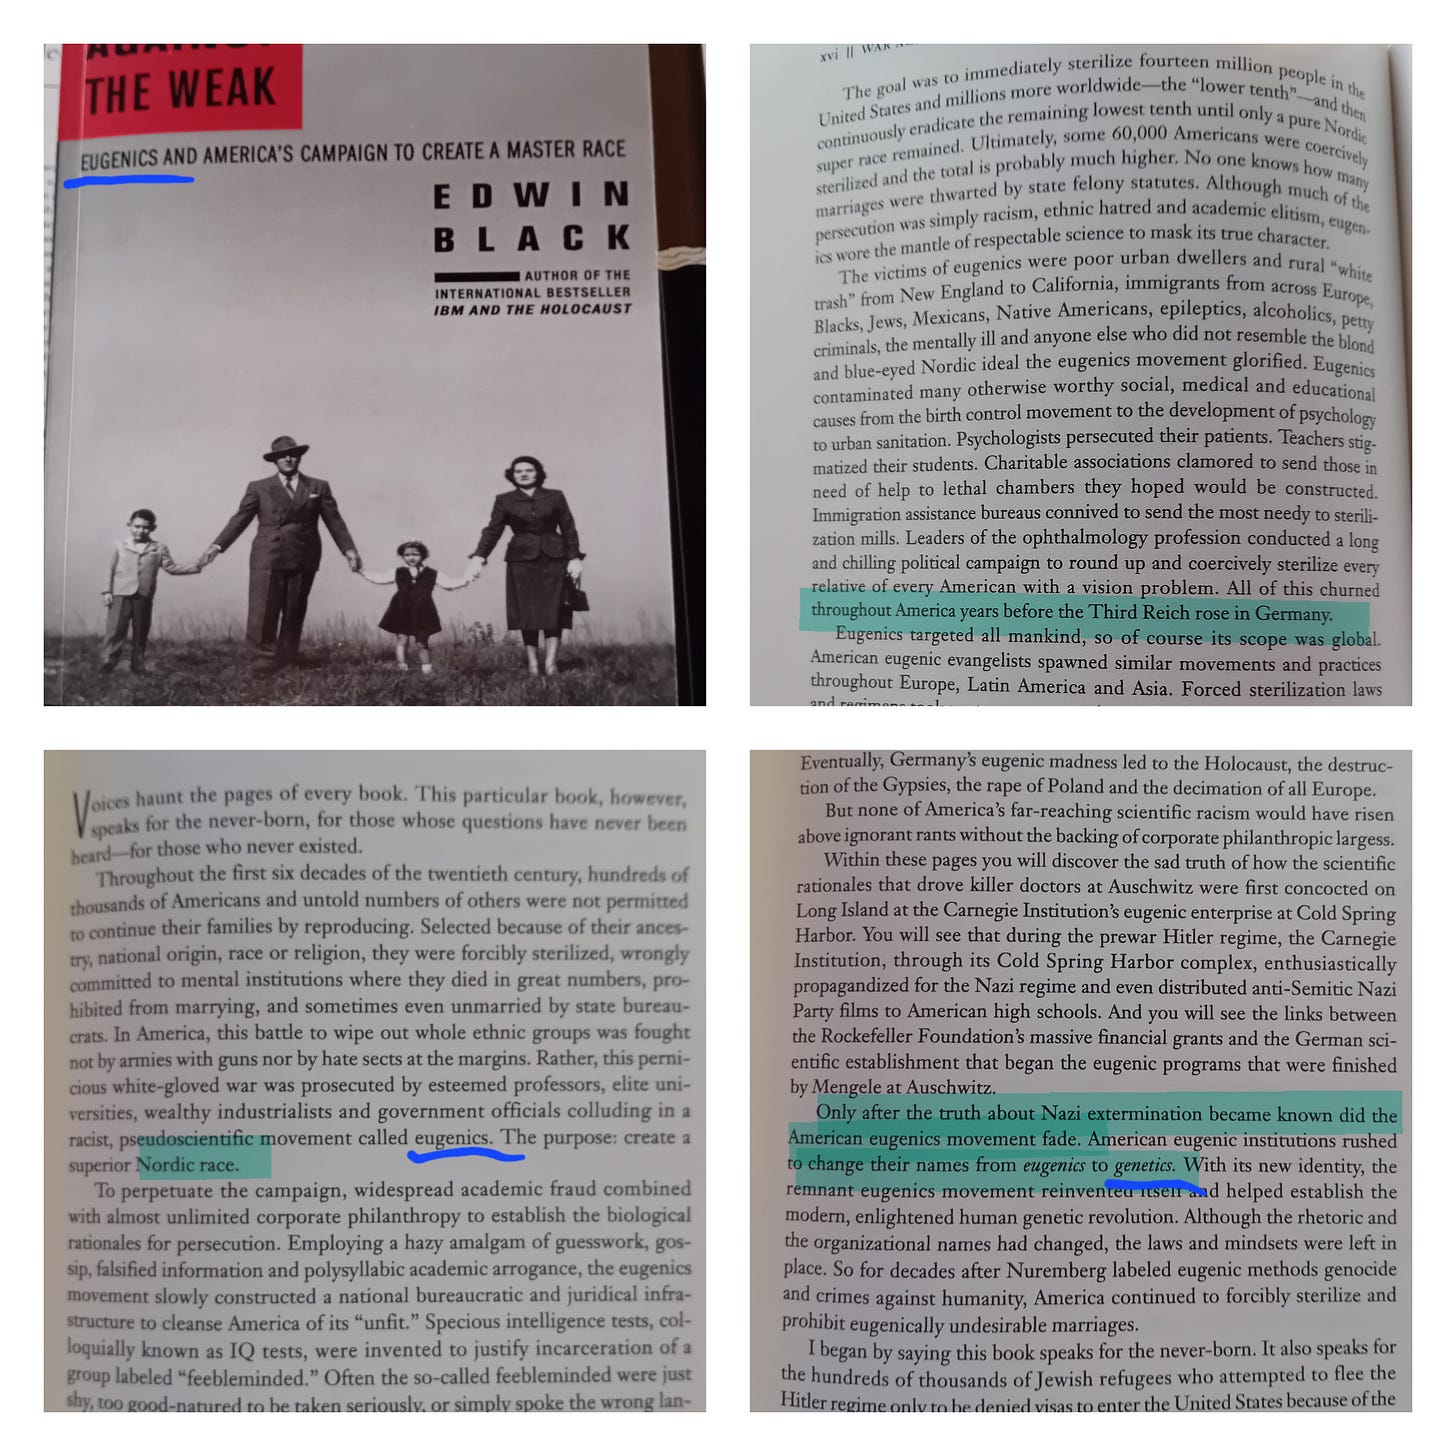 THE WEAK
EUGENICS AND AMERICA'S CAMPAIGN TO CREATE A MASTER RACE
EDWIN
BLACK
AUTHOR OF THE
INTERNATIONAL BESTSELLER
IBM AND THE HOLOCAUST
xvi || WAR
The goal was to immediately sterilize fourteen million people in the
United States and millions more worldwide—the “lower tenth”—and then
continuously eradicate the remaining lowest tenth until only a pure Nordic
super race remained. Ultimately, some 60,000 Americans were coercively
sterilized and the total is probably much higher. No one knows how many
marriages were thwarted by state felony statutes. Although much of the
persecution was simply racism, ethnic hatred and academic elitism, eugen-
ics wore the mantle of respectable science to mask its true character.
The victims of eugenics were poor urban dwellers and rural “white
trash” from New England to California, immigrants from across Europe,
Blacks, Jews, Mexicans, Native Americans, epileptics, alcoholics, petty
criminals, the mentally ill and anyone else who did not resemble the blond
and blue-eyed Nordic ideal the eugenics movement glorified. Eugenics
contaminated many otherwise worthy social, medical and educational
causes from the birth control movement to the development of psychology
to urban sanitation. Psychologists persecuted their patients. Teachers stig-
matized their students. Charitable associations clamored to send those in
need of help to lethal chambers they hoped would be constructed.
Immigration assistance bureaus connived to send the most needy to sterili-
zation mills. Leaders of the ophthalmology profession conducted a long
and chilling political campaign to round up and coercively sterilize every
relative of every American with a vision problem. All of this churned
throughout America years before the Third Reich rose in Germany.
Eugenics targeted all mankind, so of course its scope was global.
American eugenic evangelists spawned similar movements and practices
throughout Europe, Latin America and Asia. Forced sterilization laws
Voices haunt the pages of every book. This particular book, however,
speaks for the never-born, for those whose questions have never been
heard—for those who never existed.
Throughout the first six decades of the twentieth century, hundreds of
thousands of Americans and untold numbers of others were not permitted
to continue their families by reproducing. Selected because of their ances-
try, national origin, race or religion, they were forcibly sterilized, wrongly
committed to mental institutions where they died in great numbers, pro-
hibited from marrying, and sometimes even unmarried by state bureau-
crats. In America, this battle to wipe out whole ethnic groups was fought
not by armies with guns nor by hate sects at the margins. Rather, this perni-
cious white-gloved war was prosecuted by esteemed professors, elite uni-
versities, wealthy industrialists and government officials colluding in a
racist, pseudoscientific movement called eugenics. The purpose: create a
superior Nordic race.
To perpetuate the campaign, widespread academic fraud combined
with almost unlimited corporate philanthropy to establish the biological
rationales for persecution. Employing a hazy amalgam of guesswork, gos-
sip, falsified information and polysyllabic academic arrogance, the eugenics
movement slowly constructed a national bureaucratic and juridical infra-
structure to cleanse America of its “unfit.” Specious intelligence tests, col-
loquially known as IQ tests, were invented to justify incarceration of a
group labeled “feebleminded.” Often the so-called feebleminded were just
shy, too good-natured to be taken seriously, or simply spoke the wrong lan-
Eventually, Germany’s eugenic madness led to the Holocaust, the destruc-
tion of the Gypsies, the rape of Poland and the decimation of all Europe.
But none of America’s far-reaching scientific racism would have risen
above ignorant rants without the backing of corporate philanthropic largess.
Within these pages you will discover the sad truth of how the scientific
rationales that drove killer doctors at Auschwitz were first concocted on
Long Island at the Carnegie Institution’s eugenic enterprise at Cold Spring
Harbor. You will see that during the prewar Hitler regime, the Carnegie
Institution, through its Cold Spring Harbor complex, enthusiastically
propagandized for the Nazi regime and even distributed anti-Semitic Nazi
Party films to American high schools. And you will see the links between
the Rockefeller Foundation’s massive financial grants and the German sci-
entific establishment that began the eugenic programs that were finished
by Mengele at Auschwitz.
Only after the truth about Nazi extermination became known did the
American eugenics movement fade. American eugenic institutions rushed
to change their names from eugenics to genetics. With its new identity, the
remnant eugenics movement reinvented itself and helped establish the
modern, enlightened human genetic revolution. Although the rhetoric and
the organizational names had changed, the laws and mindsets were left in
place. So for decades after Nuremberg labeled eugenic methods genocide
and crimes against humanity, America continued to forcibly sterilize and
prohibit eugenically undesirable marriages.
I began by saying this book speaks for the never-born. It also speaks for
the hundreds of thousands of Jewish refugees who attempted to flee the
Hitler regime only to be denied visas to enter the United States because of the